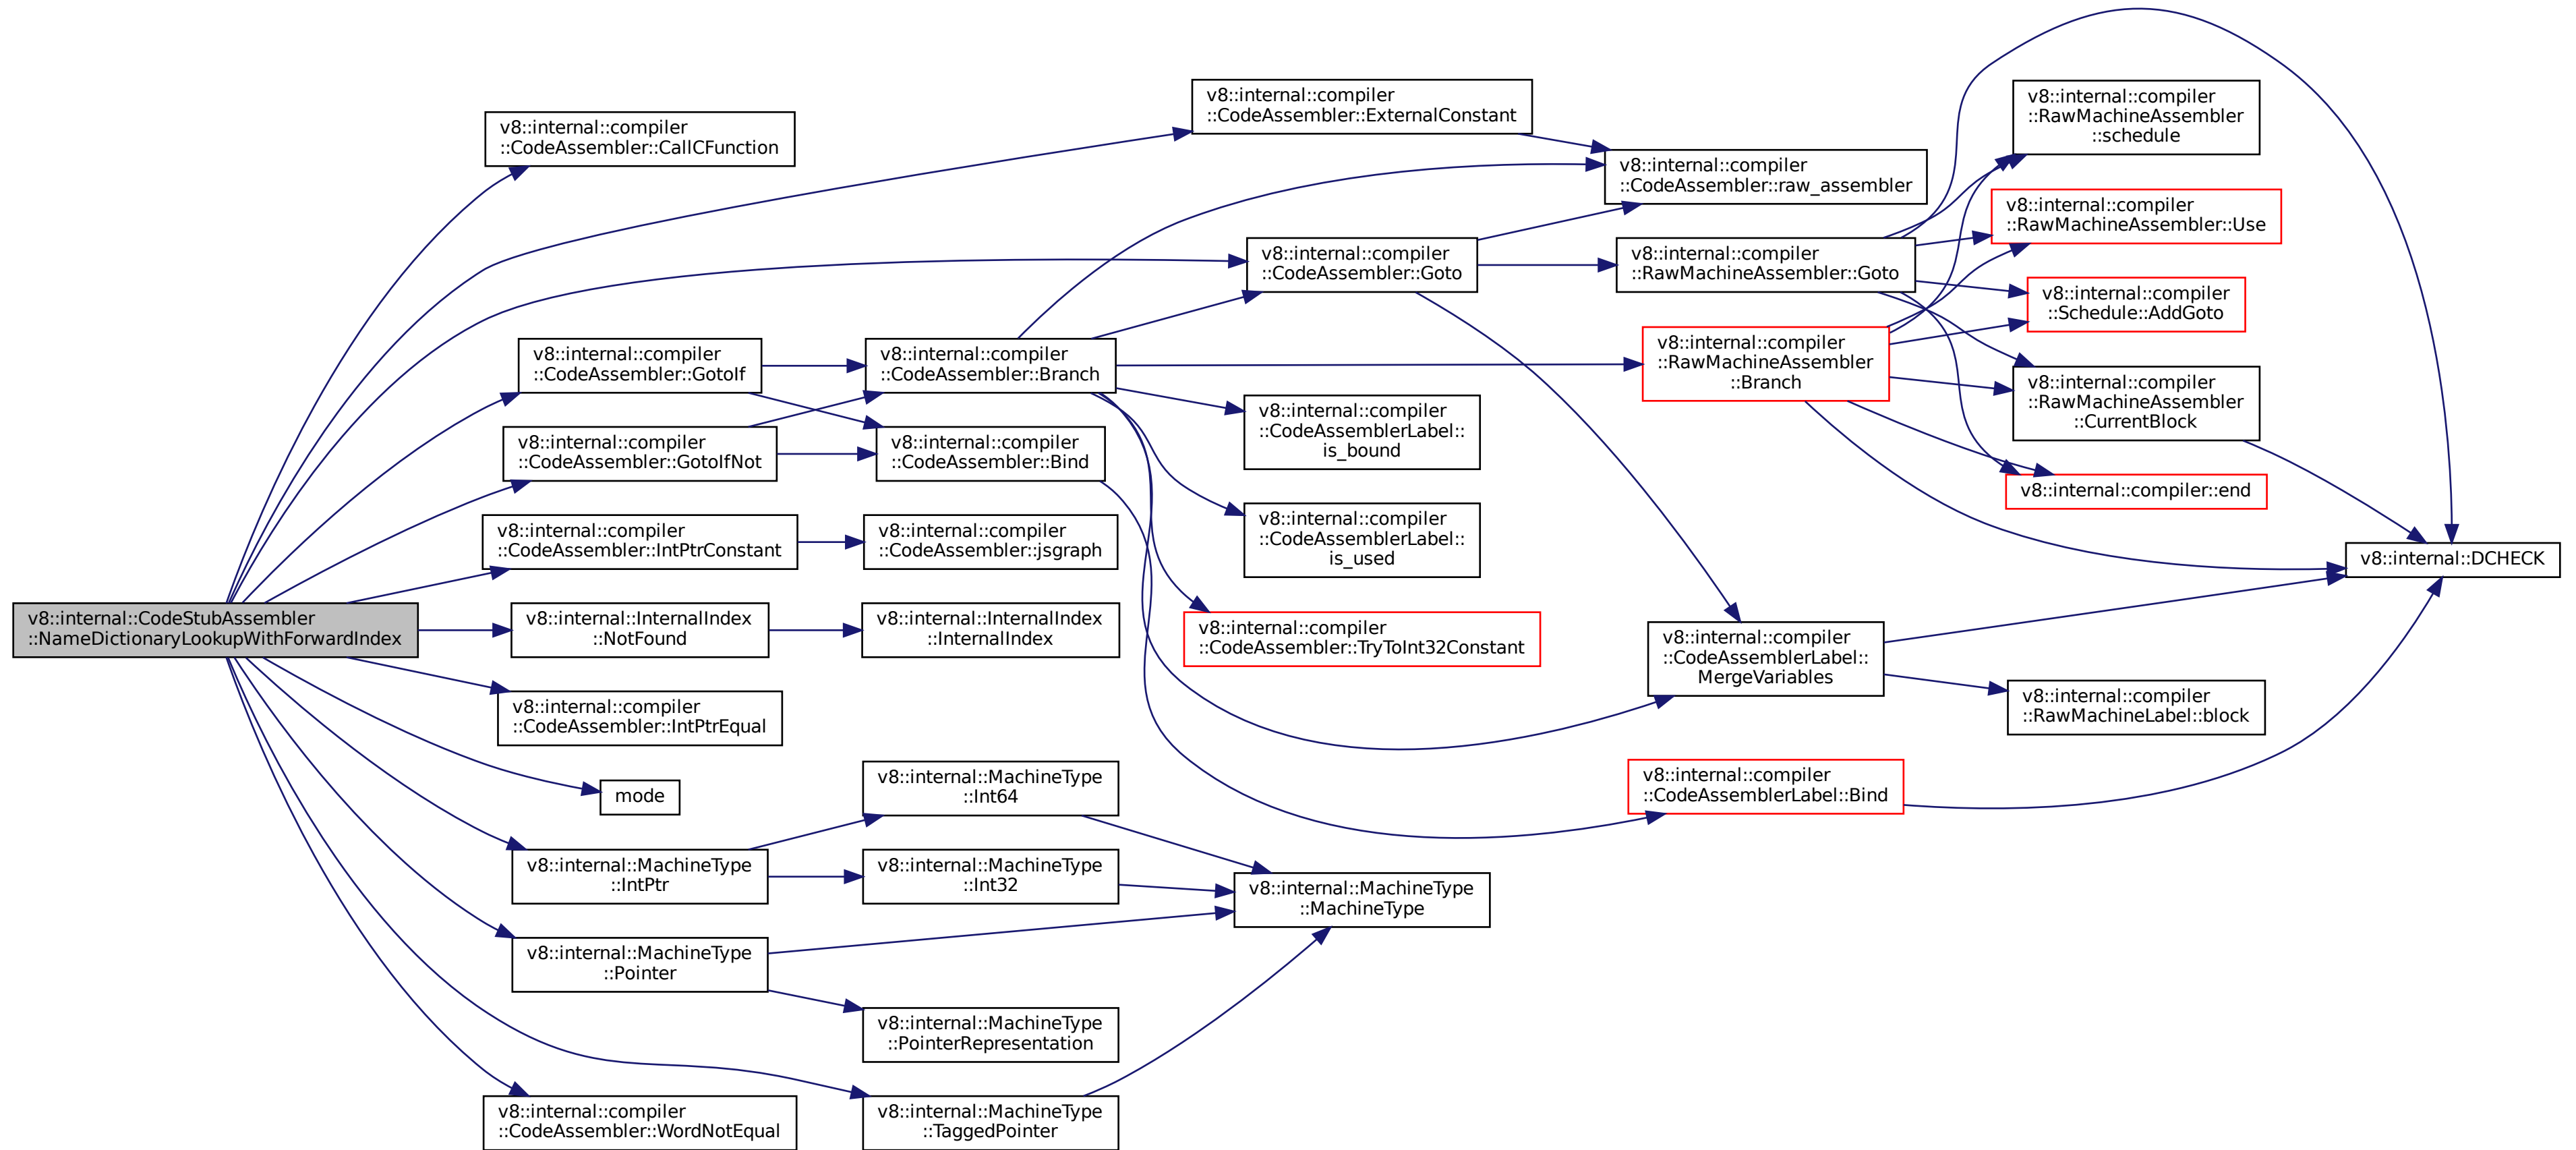 v8::internal::CodeStubAssembler
::NameDictionaryLookupWithForwardIndex
v8::internal::compiler
::CodeAssembler::CallCFunction
v8::internal::compiler
::CodeAssembler::GotoIf
v8::internal::compiler
::CodeAssembler::GotoIfNot
v8::internal::compiler
::CodeAssembler::IntPtrConstant
v8::internal::InternalIndex
::NotFound
v8::internal::compiler
::CodeAssembler::IntPtrEqual
mode
v8::internal::MachineType
::IntPtr
v8::internal::MachineType
::Pointer
v8::internal::compiler
::CodeAssembler::WordNotEqual
v8::internal::compiler
::CodeAssembler::Branch
v8::internal::compiler
::CodeAssembler::Bind
v8::internal::compiler
::CodeAssembler::jsgraph
v8::internal::InternalIndex
::InternalIndex
v8::internal::MachineType
::Int64
v8::internal::MachineType
::Int32
v8::internal::MachineType
::PointerRepresentation
v8::internal::MachineType
::TaggedPointer
v8::internal::compiler
::CodeAssembler::ExternalConstant
v8::internal::compiler
::CodeAssembler::Goto
v8::internal::compiler
::CodeAssemblerLabel::
is_bound
v8::internal::compiler
::CodeAssemblerLabel::
is_used
v8::internal::compiler
::CodeAssembler::TryToInt32Constant
v8::internal::MachineType
::MachineType
v8::internal::compiler
::CodeAssembler::raw_assembler
v8::internal::compiler
::RawMachineAssembler::Goto
v8::internal::compiler
::RawMachineAssembler
::Branch
v8::internal::compiler
::CodeAssemblerLabel::
MergeVariables
v8::internal::compiler
::CodeAssemblerLabel::Bind
v8::internal::compiler
::RawMachineAssembler
::schedule
v8::internal::compiler
::RawMachineAssembler::Use
v8::internal::compiler
::Schedule::AddGoto
v8::internal::compiler
::RawMachineAssembler
::CurrentBlock
v8::internal::compiler::end
v8::internal::compiler
::RawMachineLabel::block
v8::internal::DCHECK